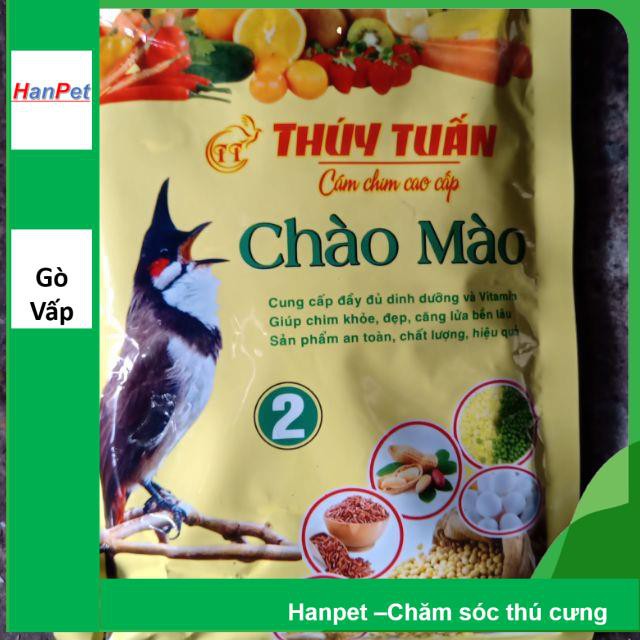 HanPet
Gò
Vấp
TT
THÚY TUẤN
Cám chim cao cấp
Chào Mào
Cung cấp đầy đủ dinh dưỡng và Vitamin
Giúp chim khỏe, đẹp, căng lửa bền lâu
Sản phẩm an toàn, chất lượng, hiệu quả
2
Hanpet –Chăm sóc thú cưng